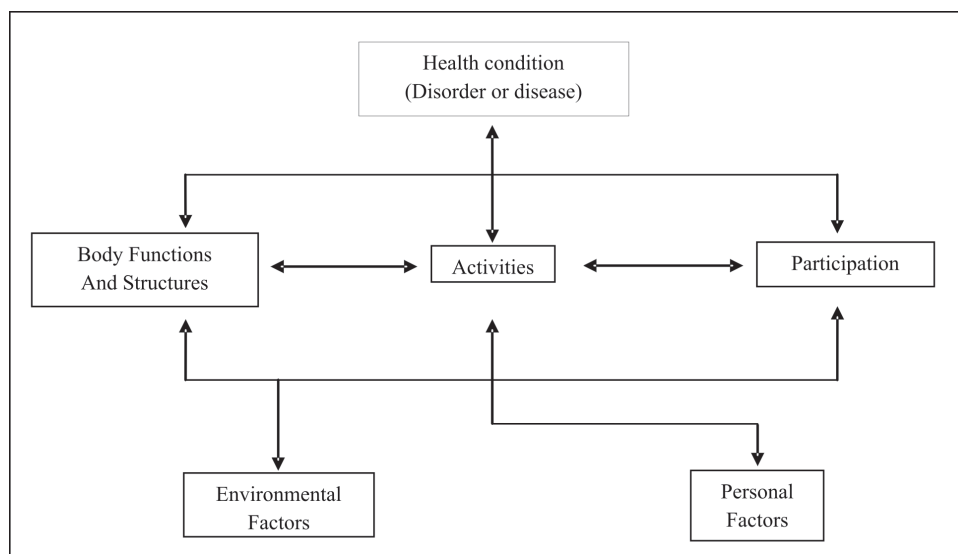 Health condition
(Disorder or disease)
Body Functions
And Structures
Activities
Participation
Environmental
Factors
Personal
Factors